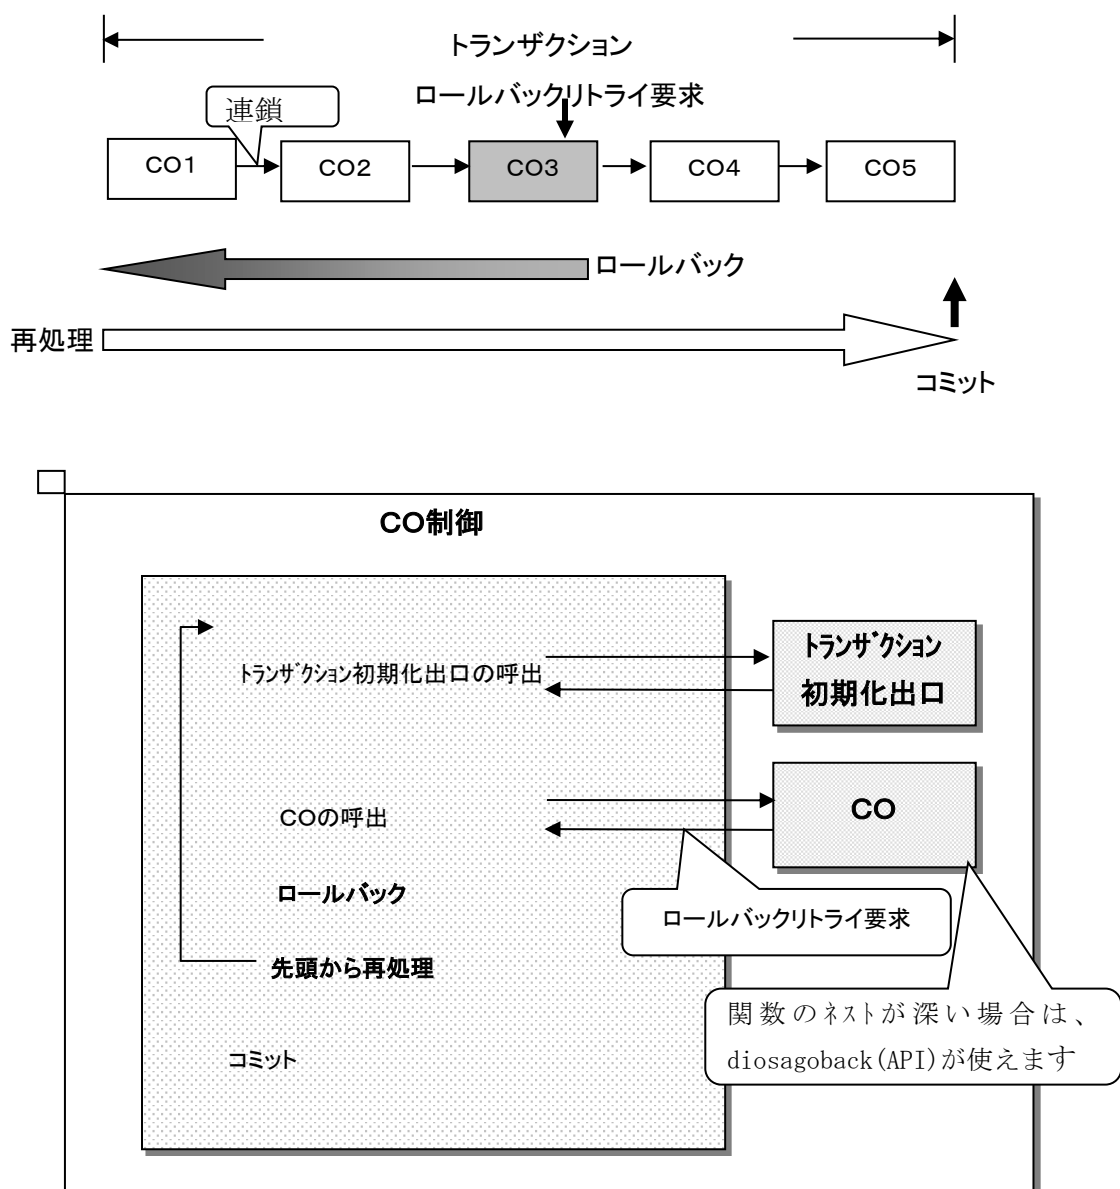 トランザクション
ロールバックリトライ要求
連鎖
CO1
CO2
CO3
CO4
CO5
ロールバック
再処理
コミット
CO制御
ﾄﾗﾝｻﾞｸｼｮﾝ
初期化出口
ﾄﾗﾝｻﾞｸｼｮﾝ初期化出口の呼出
CO
COの呼出
ロールバック
ロールバックリトライ要求
先頭から再処理
関数のﾈｽﾄが深い場合は、
diosagoback(API)が使えます
コミット